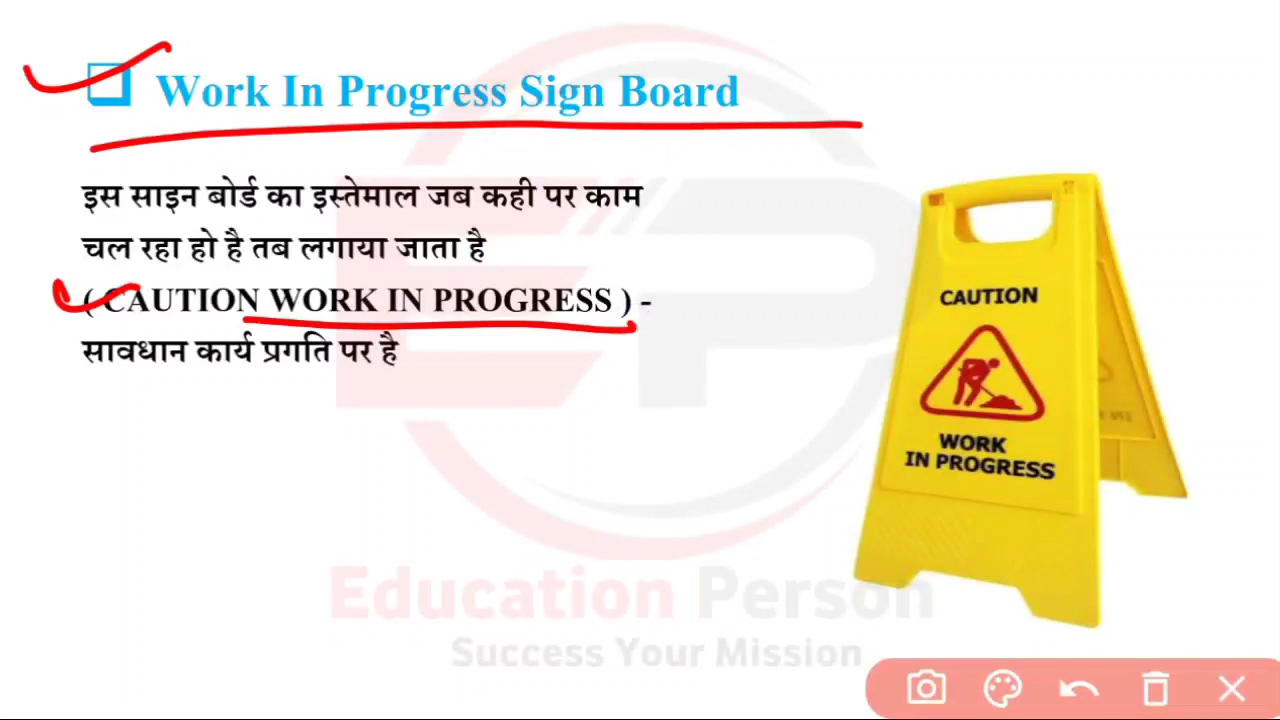 Work In Progress Sign Board
इस साइन बोर्ड का इस्तेमाल जब कही पर काम
चल रहा हो है तब लगाया जाता है
( CAUTION WORK IN PROGRESS ) -
सावधान कार्य प्रगति पर है
CAUTION
WORK
IN PROGRESS
EP
Education Person
Success Your Mission